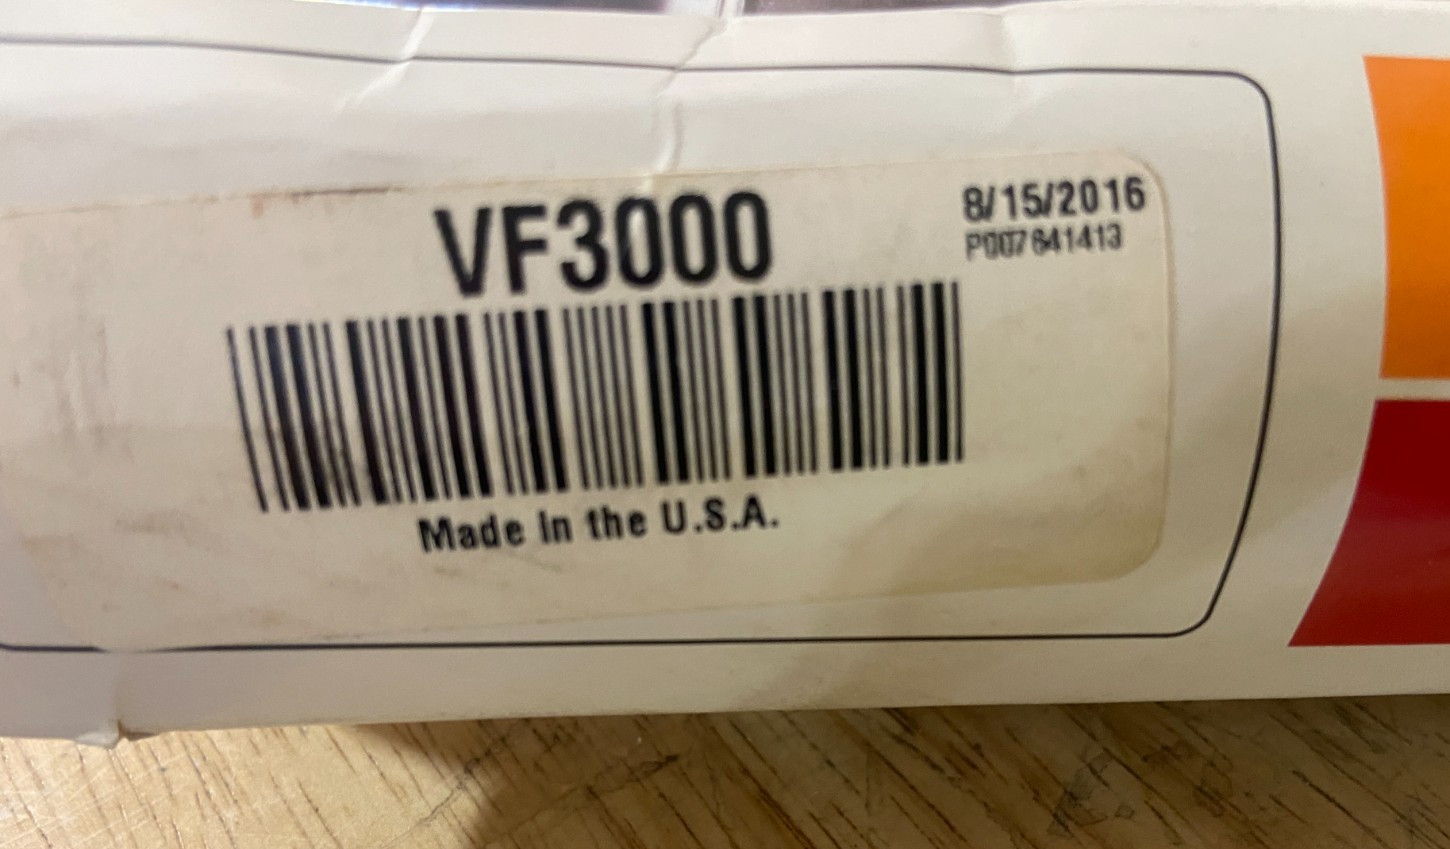 VF3000
8/15/2016
P007641413
Made in the U.S.A.